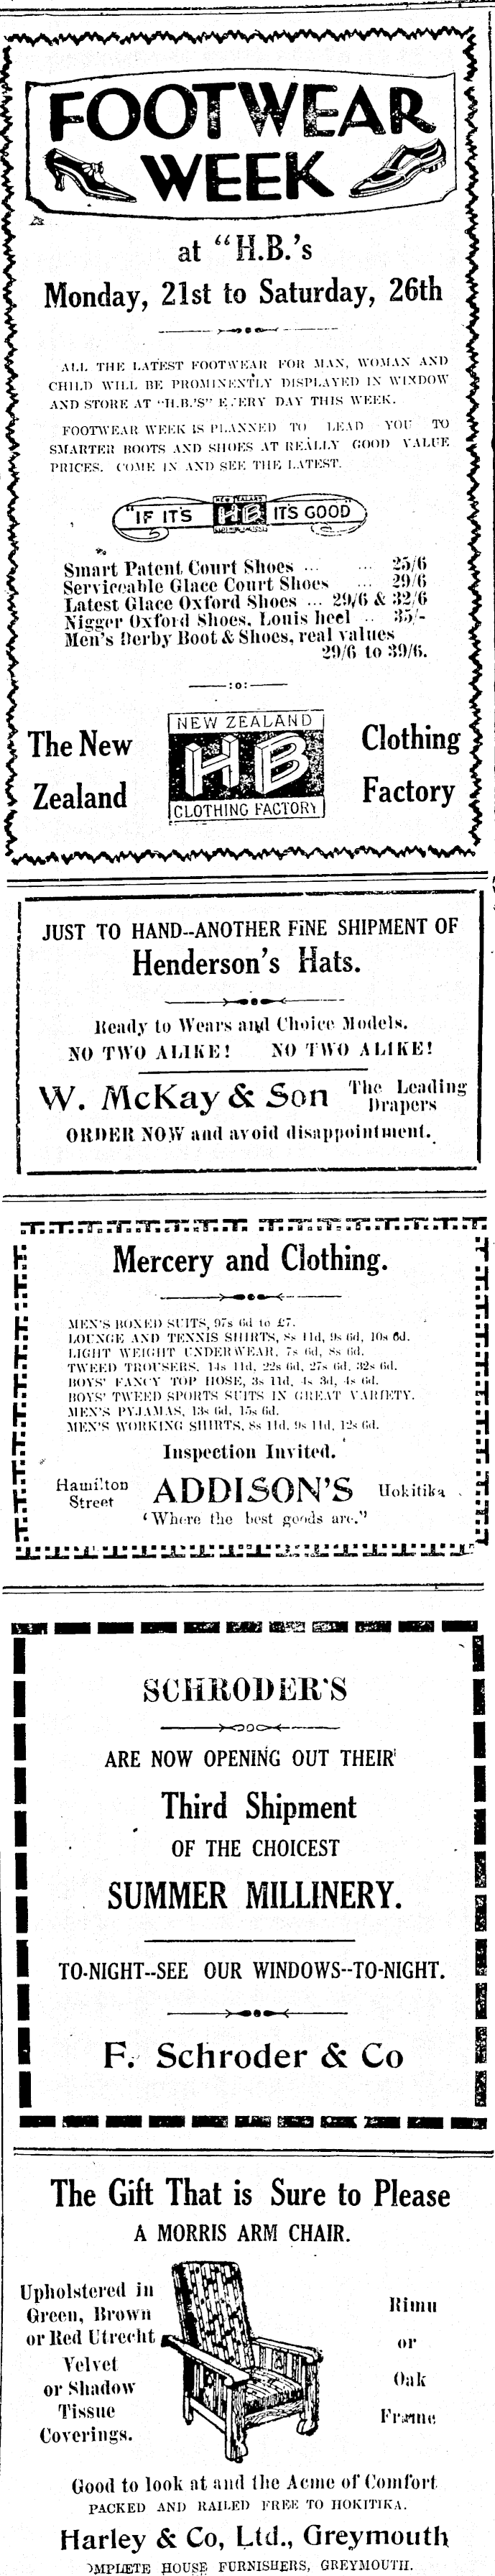 FOOTWEAR
WEEK
at "H.B.'s
Monday, 21st to Saturday, 26th
ALL THE LATEST FOOTWEAR FOR MAN, WOMAN AND
CHILD WILL BE PROMINENTLY DISPLAYED IN WINDOW
AND STORE AT "H.B.'S" E.ERY DAY THIS WEEK.
FOOTWEAR WEEK IS PLANNED TO LEAD YOU TO
SMARTER BOOTS AND SHOES AT REALLY GOOD VALUE
PRICES. COME IN AND SEE THE LATEST.
"IF ITS HB ITS GOOD"
Smart Patent Court Shoes ... ... 25/6
Serviceable Glace Court Shoes ... 29/6
Latest Glace Oxford Shoes ... 29/6 & 32/6
Nigger Oxford Shoes, Louis heel .. 35/-
Men's Derby Boot & Shoes, real values
29/6 to 39/6.
:o:
The New
Zealand
NEW ZEALAND
HB
CLOTHING FACTORY
Clothing
Factory
JUST TO HAND--ANOTHER FINE SHIPMENT OF
Henderson's Hats.
Ready to Wears and Choice Models.
NO TWO ALIKE! NO TWO ALIKE!
W. McKay & Son The Leading
Drapers
ORDER NOW and avoid disappointment.
Mercery and Clothing.
MEN'S BOXED SUITS, 97s 6d to £7.
LOUNGE AND TENNIS SHIRTS, 8s 11d, 9s 6d, 10s 6d.
LIGHT WEIGHT UNDERWEAR, 7s 6d, 8s 6d.
TWEED TROUSERS, 14s 11d, 22s 6d, 27s 6d, 32s 6d.
BOYS' FANCY TOP HOSE, 3s 11d, 4s 3d, 4s 6d.
BOYS' TWEED SPORTS SUITS IN GREAT VARIETY.
MEN'S PYJAMAS, 13s 6d, 15s 6d.
MEN'S WORKING SHIRTS, 8s 11d, 9s 11d, 12s 6d.
Inspection Invited.
Hamilton
Street
ADDISON'S
Hokitika
"Where the best goods are."
SCHRODER'S
ARE NOW OPENING OUT THEIR
Third Shipment
OF THE CHOICEST
SUMMER MILLINERY.
TO-NIGHT--SEE OUR WINDOWS--TO-NIGHT.
F. Schroder & Co
The Gift That is Sure to Please
A MORRIS ARM CHAIR.
Upholstered in
Green, Brown
or Red Utrecht
Velvet
or Shadow
Tissue
Coverings.
Rimu
or
Oak
Frame
Good to look at and the Acme of Comfort
PACKED AND RAILED FREE TO HOKITIKA.
Harley & Co, Ltd., Greymouth
OMPLETE HOUSE FURNISHERS, GREYMOUTH.